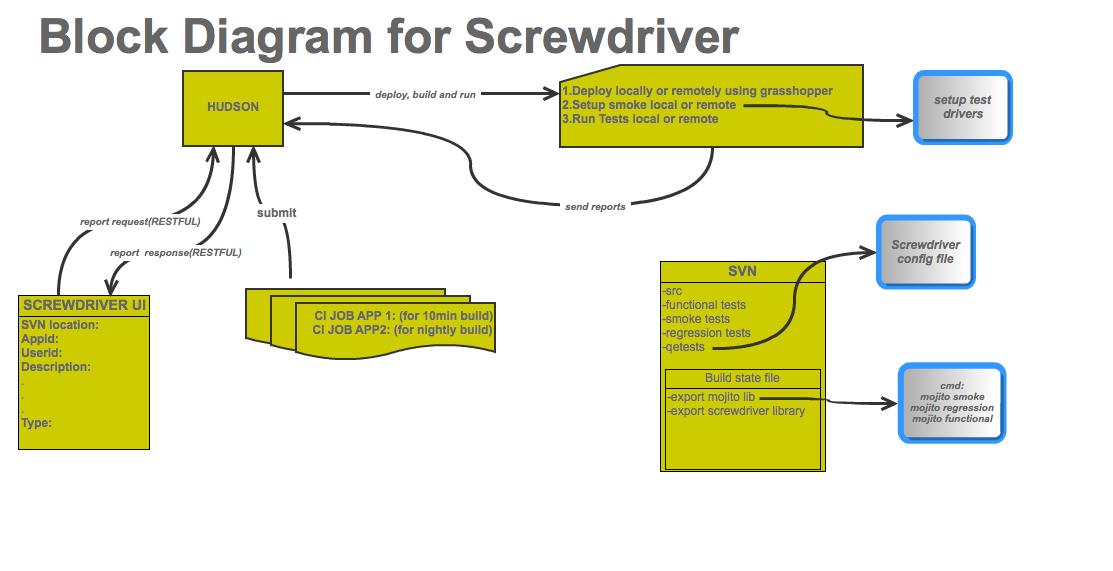 Block Diagram for Screwdriver
HUDSON
deploy, build and run
1.Deploy locally or remotely using grasshopper
2.Setup smoke local or remote
3.Run Tests local or remote
setup test
drivers
send reports
report request(RESTFUL)
submit
report response(RESTFUL)
SCREWDRIVER UI
SVN location:
Appid:
Userid:
Description:
.
.
.
Type:
CI JOB APP 1: (for 10min build)
CI JOB APP2: (for nightly build)
SVN
-src
-functional tests
-smoke tests
-regression tests
-qetests
Build state file
-export mojito lib
-export screwdriver library
Screwdriver
config file
cmd:
mojito smoke
mojito regression
mojito functional